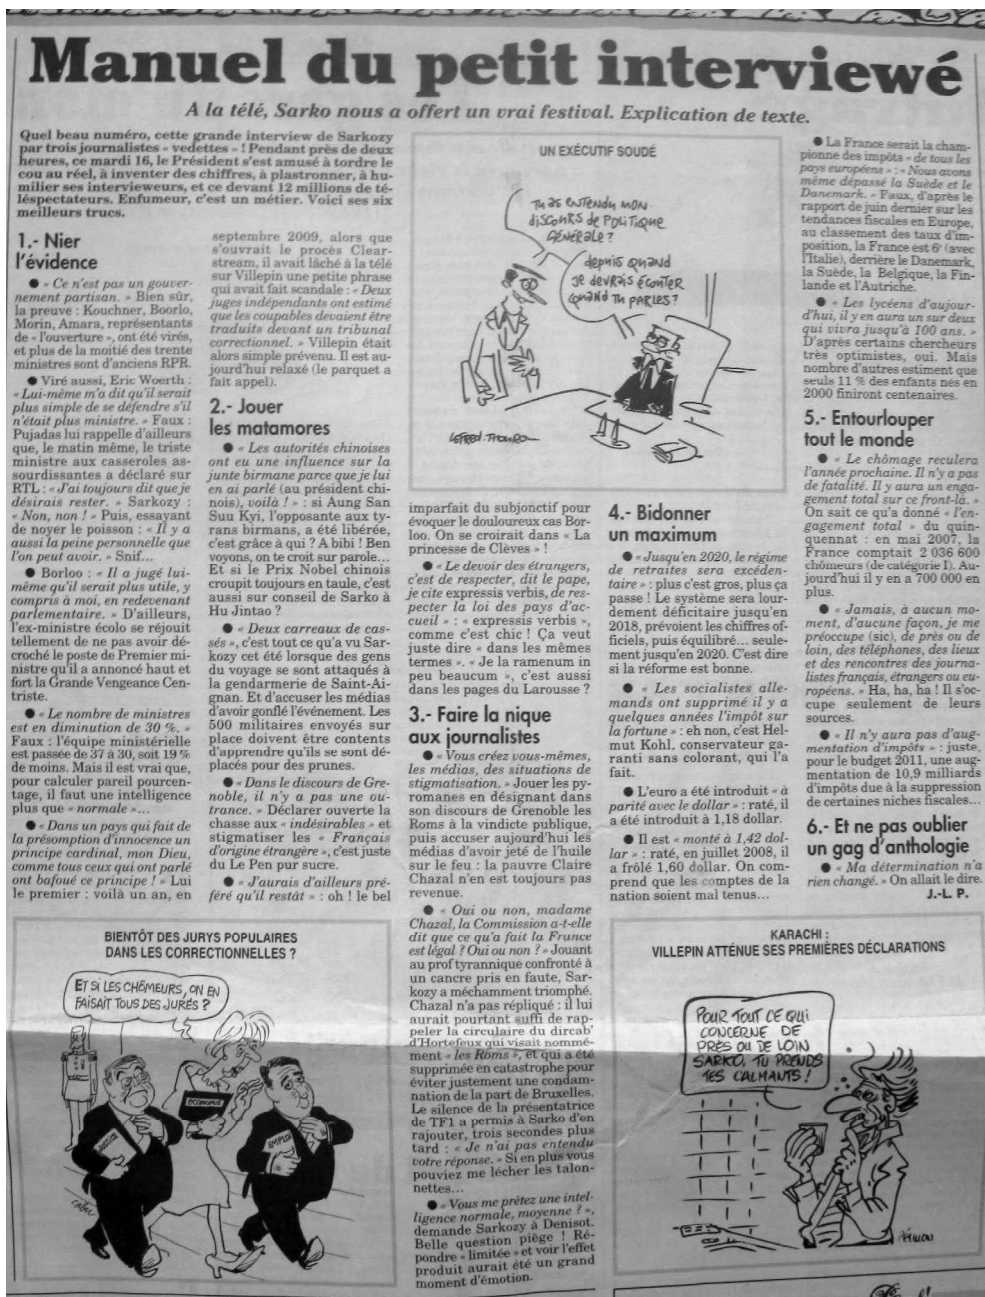 Manuel du petit interviewé
A la télé, Sarko nous a offert un vrai festival. Explication de texte.
Quel beau numéro, cette grande interview de Sarkozy
par trois journalistes « vedettes » ! Pendant près de deux
heures, ce mardi 16, le Président s'est amusé à tordre le
cou au réel, à inventer des chiffres, à plastronner, à hu-
milier ses intervieweurs, et ce devant 12 millions de té-
léspectateurs. Enfumeur, c'est un métier. Voici ses six
meilleurs trucs.
1.- Nier
l'évidence
● « Ce n'est pas un gouver-
nement partisan. » Bien sûr,
la preuve : Kouchner, Boorlo,
Morin, Amara, représentants
de « l'ouverture », ont été virés,
et plus de la moitié des trente
ministres sont d'anciens RPR.
● Viré aussi, Eric Woerth :
« Lui-même m'a dit qu'il serait
plus simple de se défendre s'il
n'était plus ministre. » Faux :
Pujadas lui rappelle d'ailleurs
que, le matin même, le triste
ministre aux casseroles as-
sourdissantes a déclaré sur
RTL : « J'ai toujours dit que je
désirais rester. » Sarkozy :
« Non, non ! » Puis, essayant
de noyer le poisson : « Il y a
aussi la peine personnelle que
l'on peut avoir. » Snif...
● Borloo : « Il a jugé lui-
même qu'il serait plus utile, y
compris à moi, en redevenant
parlementaire. » D'ailleurs,
l'ex-ministre écolo se réjouit
tellement de ne pas avoir dé-
croché le poste de Premier mi-
nistre qu'il a annoncé haut et
fort la Grande Vengeance Cen-
triste.
● « Le nombre de ministres
est en diminution de 30 %. »
Faux : l'équipe ministérielle
est passée de 37 à 30, soit 19 %
de moins. Mais il est vrai que,
pour calculer pareil pourcen-
tage, il faut une intelligence
plus que « normale »...
● « Dans un pays qui fait de
la présomption d'innocence un
principe cardinal, mon Dieu,
comme tous ceux qui ont parlé
ont bafoué ce principe ! » Lui
le premier : voilà un an, en
septembre 2009, alors que
s'ouvrait le procès Clear-
stream, il avait lâché à la télé
sur Villepin une petite phrase
qui avait fait scandale : « Deux
juges indépendants ont estimé
que les coupables devaient être
traduits devant un tribunal
correctionnel. » Villepin était
alors simple prévenu. Il est au-
jourd'hui relaxé (le parquet a
fait appel).
2.- Jouer
les matamores
● « Les autorités chinoises
ont eu une influence sur la
junte birmane parce que je lui
en ai parlé (au président chi-
nois), voilà ! » : si Aung San
Suu Kyi, l'opposante aux ty-
rans birmans, a été libérée,
c'est grâce à qui ? A bibi ! Ben
voyons, on te croit sur parole...
Et si le Prix Nobel chinois
croupit toujours en taule, c'est
aussi sur conseil de Sarko à
Hu Jintao ?
● « Deux carreaux de cas-
sés », c'est tout ce qu'a vu Sar-
kozy cet été lorsque des gens
du voyage se sont attaqués à
la gendarmerie de Saint-Ai-
gnan. Et d'accuser les médias
d'avoir gonflé l'événement. Les
500 militaires envoyés sur
place doivent être contents
d'apprendre qu'ils se sont dé-
placés pour des prunes.
● « Dans le discours de Gre-
noble, il n'y a pas une ou-
trance. » Déclarer ouverte la
chasse aux « indésirables » et
stigmatiser les « Français
d'origine étrangère », c'est juste
du Le Pen pur sucre.
● « J'aurais d'ailleurs pré-
féré qu'il restât » : oh ! le bel
UN EXÉCUTIF SOUDÉ
TU AS ENTENDU MON
DISCOURS de POLITIQUE
GÉNÉRALE ?
depuis quand
je devrais écouter
quand tu parles ?
LEFRED-THOURON
imparfait du subjonctif pour
évoquer le douloureux cas Bor-
loo. On se croirait dans « La
princesse de Clèves » !
● « Le devoir des étrangers,
c'est de respecter, dit le pape,
je cite expressis verbis, de res-
pecter la loi des pays d'ac-
cueil » : « expressis verbis »,
comme c'est chic ! Ça veut
juste dire « dans les mêmes
termes ». « Je la ramenum in
peu beaucum », c'est aussi
dans les pages du Larousse ?
3.- Faire la nique
aux journalistes
● « Vous créez vous-mêmes,
les médias, des situations de
stigmatisation. » Jouer les py-
romanes en désignant dans
son discours de Grenoble les
Roms à la vindicte publique,
puis accuser aujourd'hui les
médias d'avoir jeté de l'huile
sur le feu : la pauvre Claire
Chazal n'en est toujours pas
revenue.
● « Oui ou non, madame
Chazal, la Commission a-t-elle
dit que ce qu'a fait la France
est légal ? Oui ou non ? » Jouant
au prof tyrannique confronté à
un cancre pris en faute, Sar-
kozy a méchamment triomphé.
Chazal n'a pas répliqué : il lui
aurait pourtant suffi de rap-
peler la circulaire du dircab'
d'Hortefeux qui visait nommé-
ment « les Roms », et qui a été
supprimée en catastrophe pour
éviter justement une condam-
nation de la part de Bruxelles.
Le silence de la présentatrice
de TF1 a permis à Sarko d'en
rajouter, trois secondes plus
tard : « Je n'ai pas entendu
votre réponse. » Si en plus vous
pouviez me lécher les talon-
nettes...
● « Vous me prêtez une intel-
ligence normale, moyenne ? »,
demande Sarkozy à Denisot.
Belle question piège ! Ré-
pondre « limitée » et voir l'effet
produit aurait été un grand
moment d'émotion.
4.- Bidonner
un maximum
● « Jusqu'en 2020, le régime
de retraites sera excéden-
taire » : plus c'est gros, plus ça
passe ! Le système sera lour-
dement déficitaire jusqu'en
2018, prévoient les chiffres of-
ficiels, puis équilibré... seule-
ment jusqu'en 2020. C'est dire
si la réforme est bonne.
● « Les socialistes alle-
mands ont supprimé il y a
quelques années l'impôt sur
la fortune » : eh non, c'est Hel-
mut Kohl, conservateur ga-
ranti sans colorant, qui l'a
fait.
● L'euro a été introduit « à
parité avec le dollar » : raté, il
a été introduit à 1,18 dollar.
● Il est « monté à 1,42 dol-
lar » : raté, en juillet 2008, il
a frôlé 1,60 dollar. On com-
prend que les comptes de la
nation soient mal tenus...
● La France serait la cham-
pionne des impôts « de tous les
pays européens » : « Nous avons
même dépassé la Suède et le
Danemark. » Faux, d'après le
rapport de juin dernier sur les
tendances fiscales en Europe,
au classement des taux d'im-
position, la France est 6e (avec
l'Italie), derrière le Danemark,
la Suède, la Belgique, la Fin-
lande et l'Autriche.
● « Les lycéens d'aujour-
d'hui, il y en aura un sur deux
qui vivra jusqu'à 100 ans. »
D'après certains chercheurs
très optimistes, oui. Mais
nombre d'autres estiment que
seuls 11 % des enfants nés en
2000 finiront centenaires.
5.- Entourlouper
tout le monde
● « Le chômage reculera
l'année prochaine. Il n'y a pas
de fatalité. Il y aura un enga-
gement total sur ce front-là. »
On sait ce qu'a donné « l'en-
gagement total » du quin-
quennat : en mai 2007, la
France comptait 2 036 600
chômeurs (de catégorie 1). Au-
jourd'hui il y en a 700 000 en
plus.
● « Jamais, à aucun mo-
ment, d'aucune façon, je me
préoccupe (sic), de près ou de
loin, des téléphones, des lieux
et des rencontres des journa-
listes français, étrangers ou eu-
ropéens. » Ha, ha, ha ! Il s'oc-
cupe seulement de leurs
sources.
● « Il n'y aura pas d'aug-
mentation d'impôts » : juste,
pour le budget 2011, une aug-
mentation de 10,9 milliards
d'impôts due à la suppression
de certaines niches fiscales...
6.- Et ne pas oublier
un gag d'anthologie
● « Ma détermination n'a
rien changé. » On allait le dire.
J.-L. P.
BIENTÔT DES JURYS POPULAIRES
DANS LES CORRECTIONNELLES ?
ET SI LES CHÔMEURS, ON EN
FAISAIT TOUS DES JURÉS ?
JUSTICE
ECONOMIE
EMPLOI
cabu
KARACHI :
VILLEPIN ATTÉNUE SES PREMIÈRES DÉCLARATIONS
POUR TOUT CE QUI
CONCERNE DE
PRÈS OU DE LOIN
SARKO, TU PRENDS
TES CALMANTS !
PÉTILLON